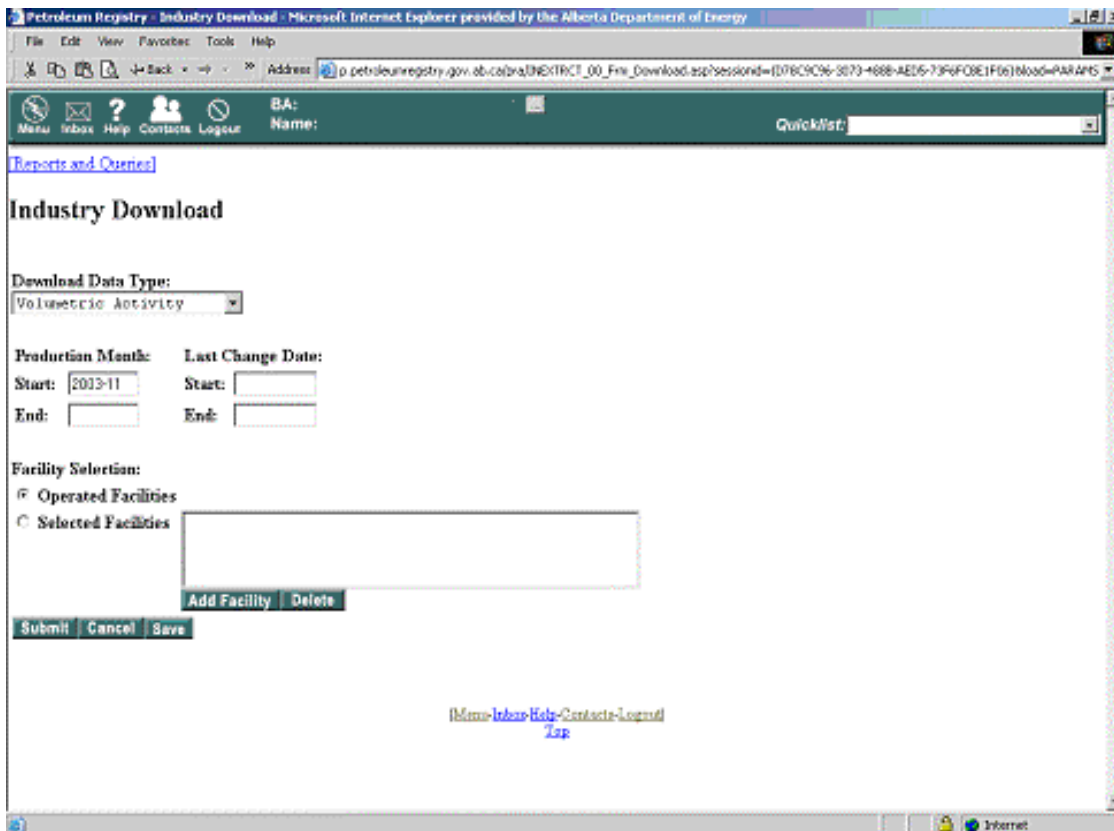 Petroleum Registry - Industry Download - Microsoft Internet Explorer provided by the Alberta Department of Energy
File Edit View Favorites Tools Help
Back » Address
Menu Inbox Help Contacts Logout BA:
Name: Quicklist:
[Reports and Queries]
Industry Download
Download Data Type:
Volumetric Activity
Production Month: Last Change Date:
Start: 2003-11 Start:
End: End:
Facility Selection:
Operated Facilities
Selected Facilities
Add Facility Delete
Submit Cancel Save
[Menu-Inbox-Help-Contacts-Logout]
Top
Internet